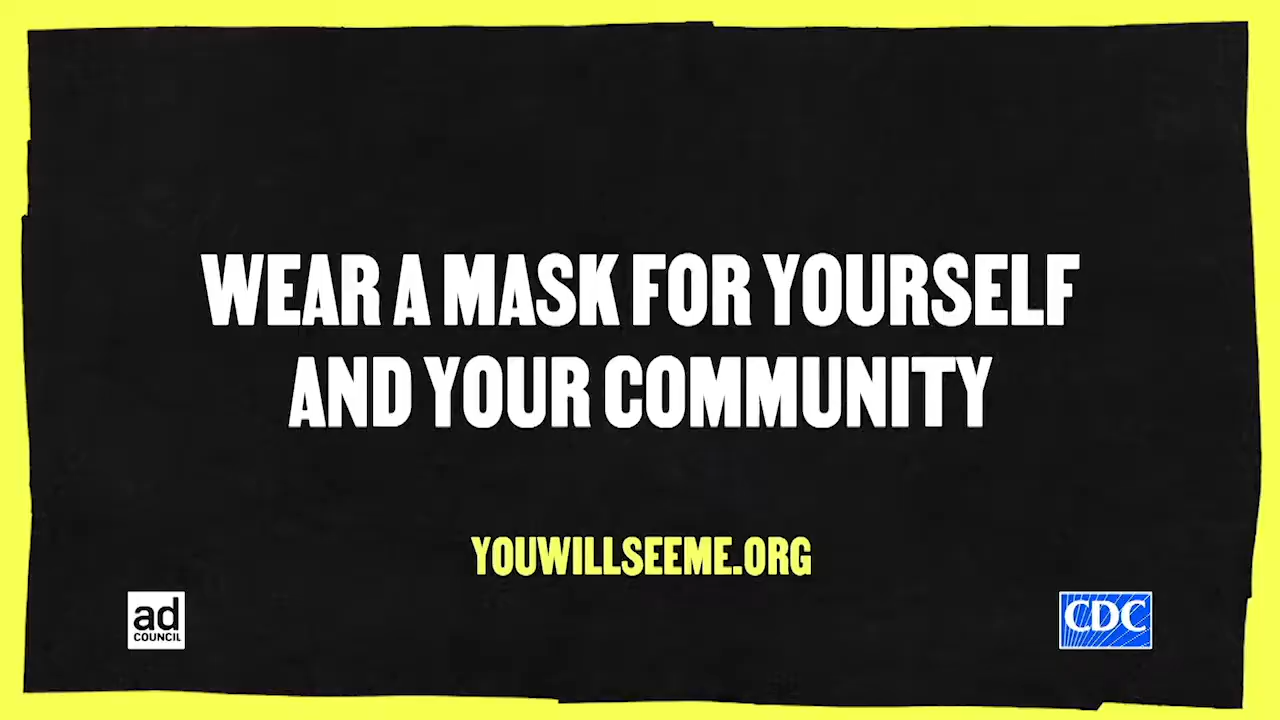 WEAR A MASK FOR YOURSELF
AND YOUR COMMUNITY
YOUWILLSEEME.ORG
ad
COUNCIL
CDC